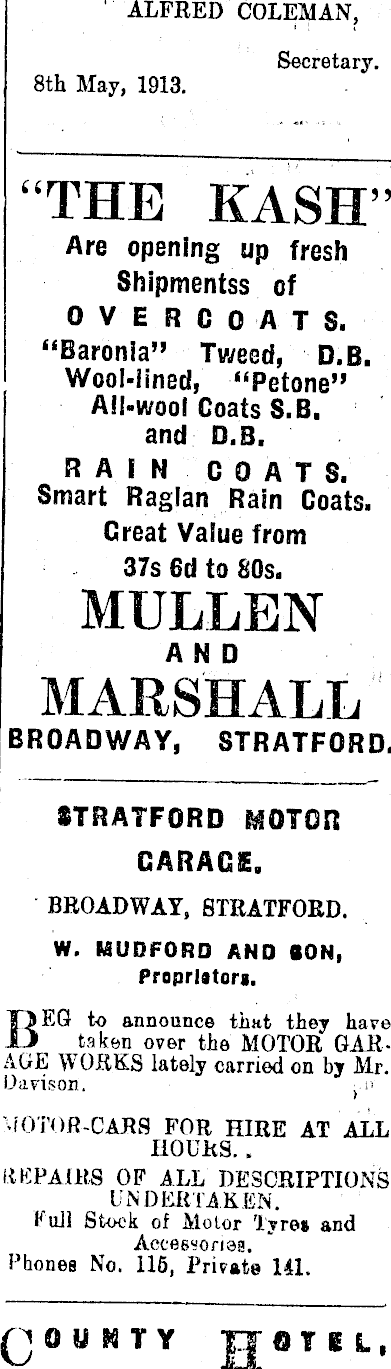 ALFRED COLEMAN,
Secretary.
8th May, 1913.
"THE KASH"
Are opening up fresh
Shipmentss of
OVERCOATS.
"Baronia" Tweed, D.B.
Wool-lined, "Petone"
All-wool Coats S.B.
and D.B.
RAIN COATS.
Smart Raglan Rain Coats.
Great Value from
37s 6d to 80s.
MULLEN
AND
MARSHALL
BROADWAY, STRATFORD.
STRATFORD MOTOR
GARAGE.
BROADWAY, STRATFORD.
W. MUDFORD AND SON,
Proprietors.
BEG to announce that they have
taken over the MOTOR GAR-
AGE WORKS lately carried on by Mr.
Davison.
MOTOR-CARS FOR HIRE AT ALL
HOURS. .
REPAIRS OF ALL DESCRIPTIONS
UNDERTAKEN.
Full Stock of Motor Tyres and
Accessories.
Phones No. 115, Private 141.
COUNTY HOTEL,